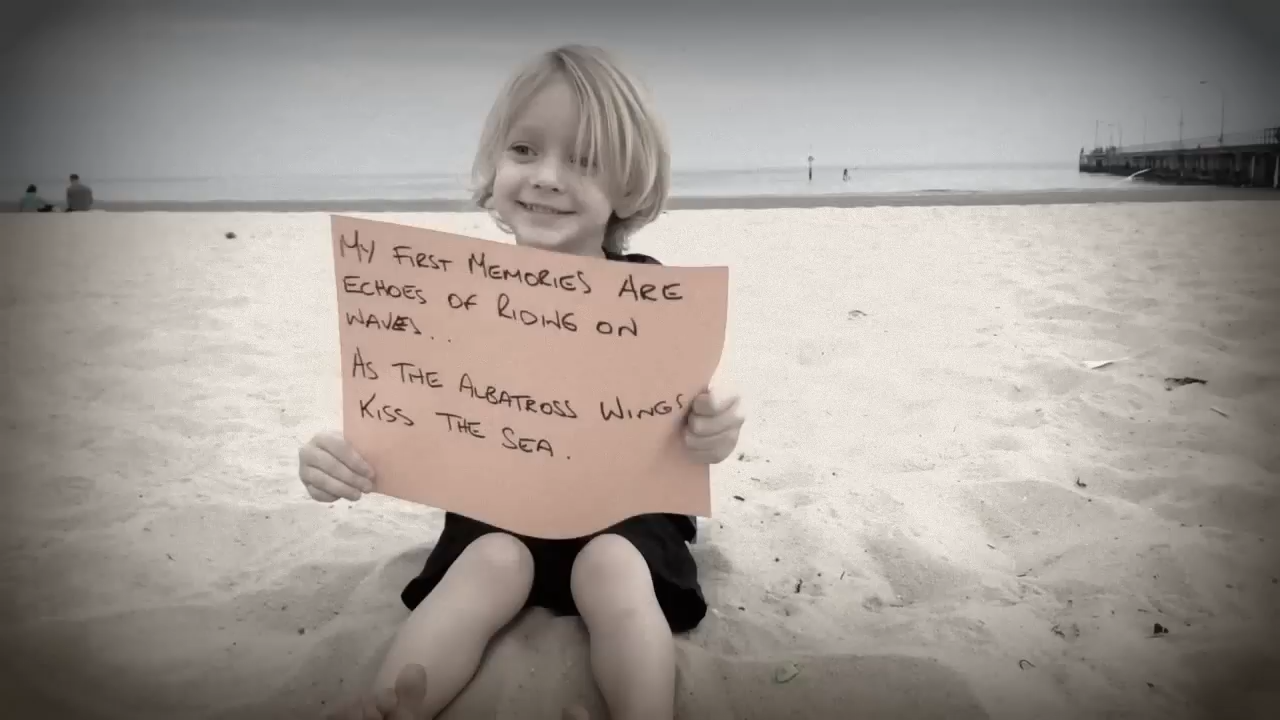 My First Memories Are
Echoes of Riding on
Waves..
As The Albatross Wings
Kiss The Sea.